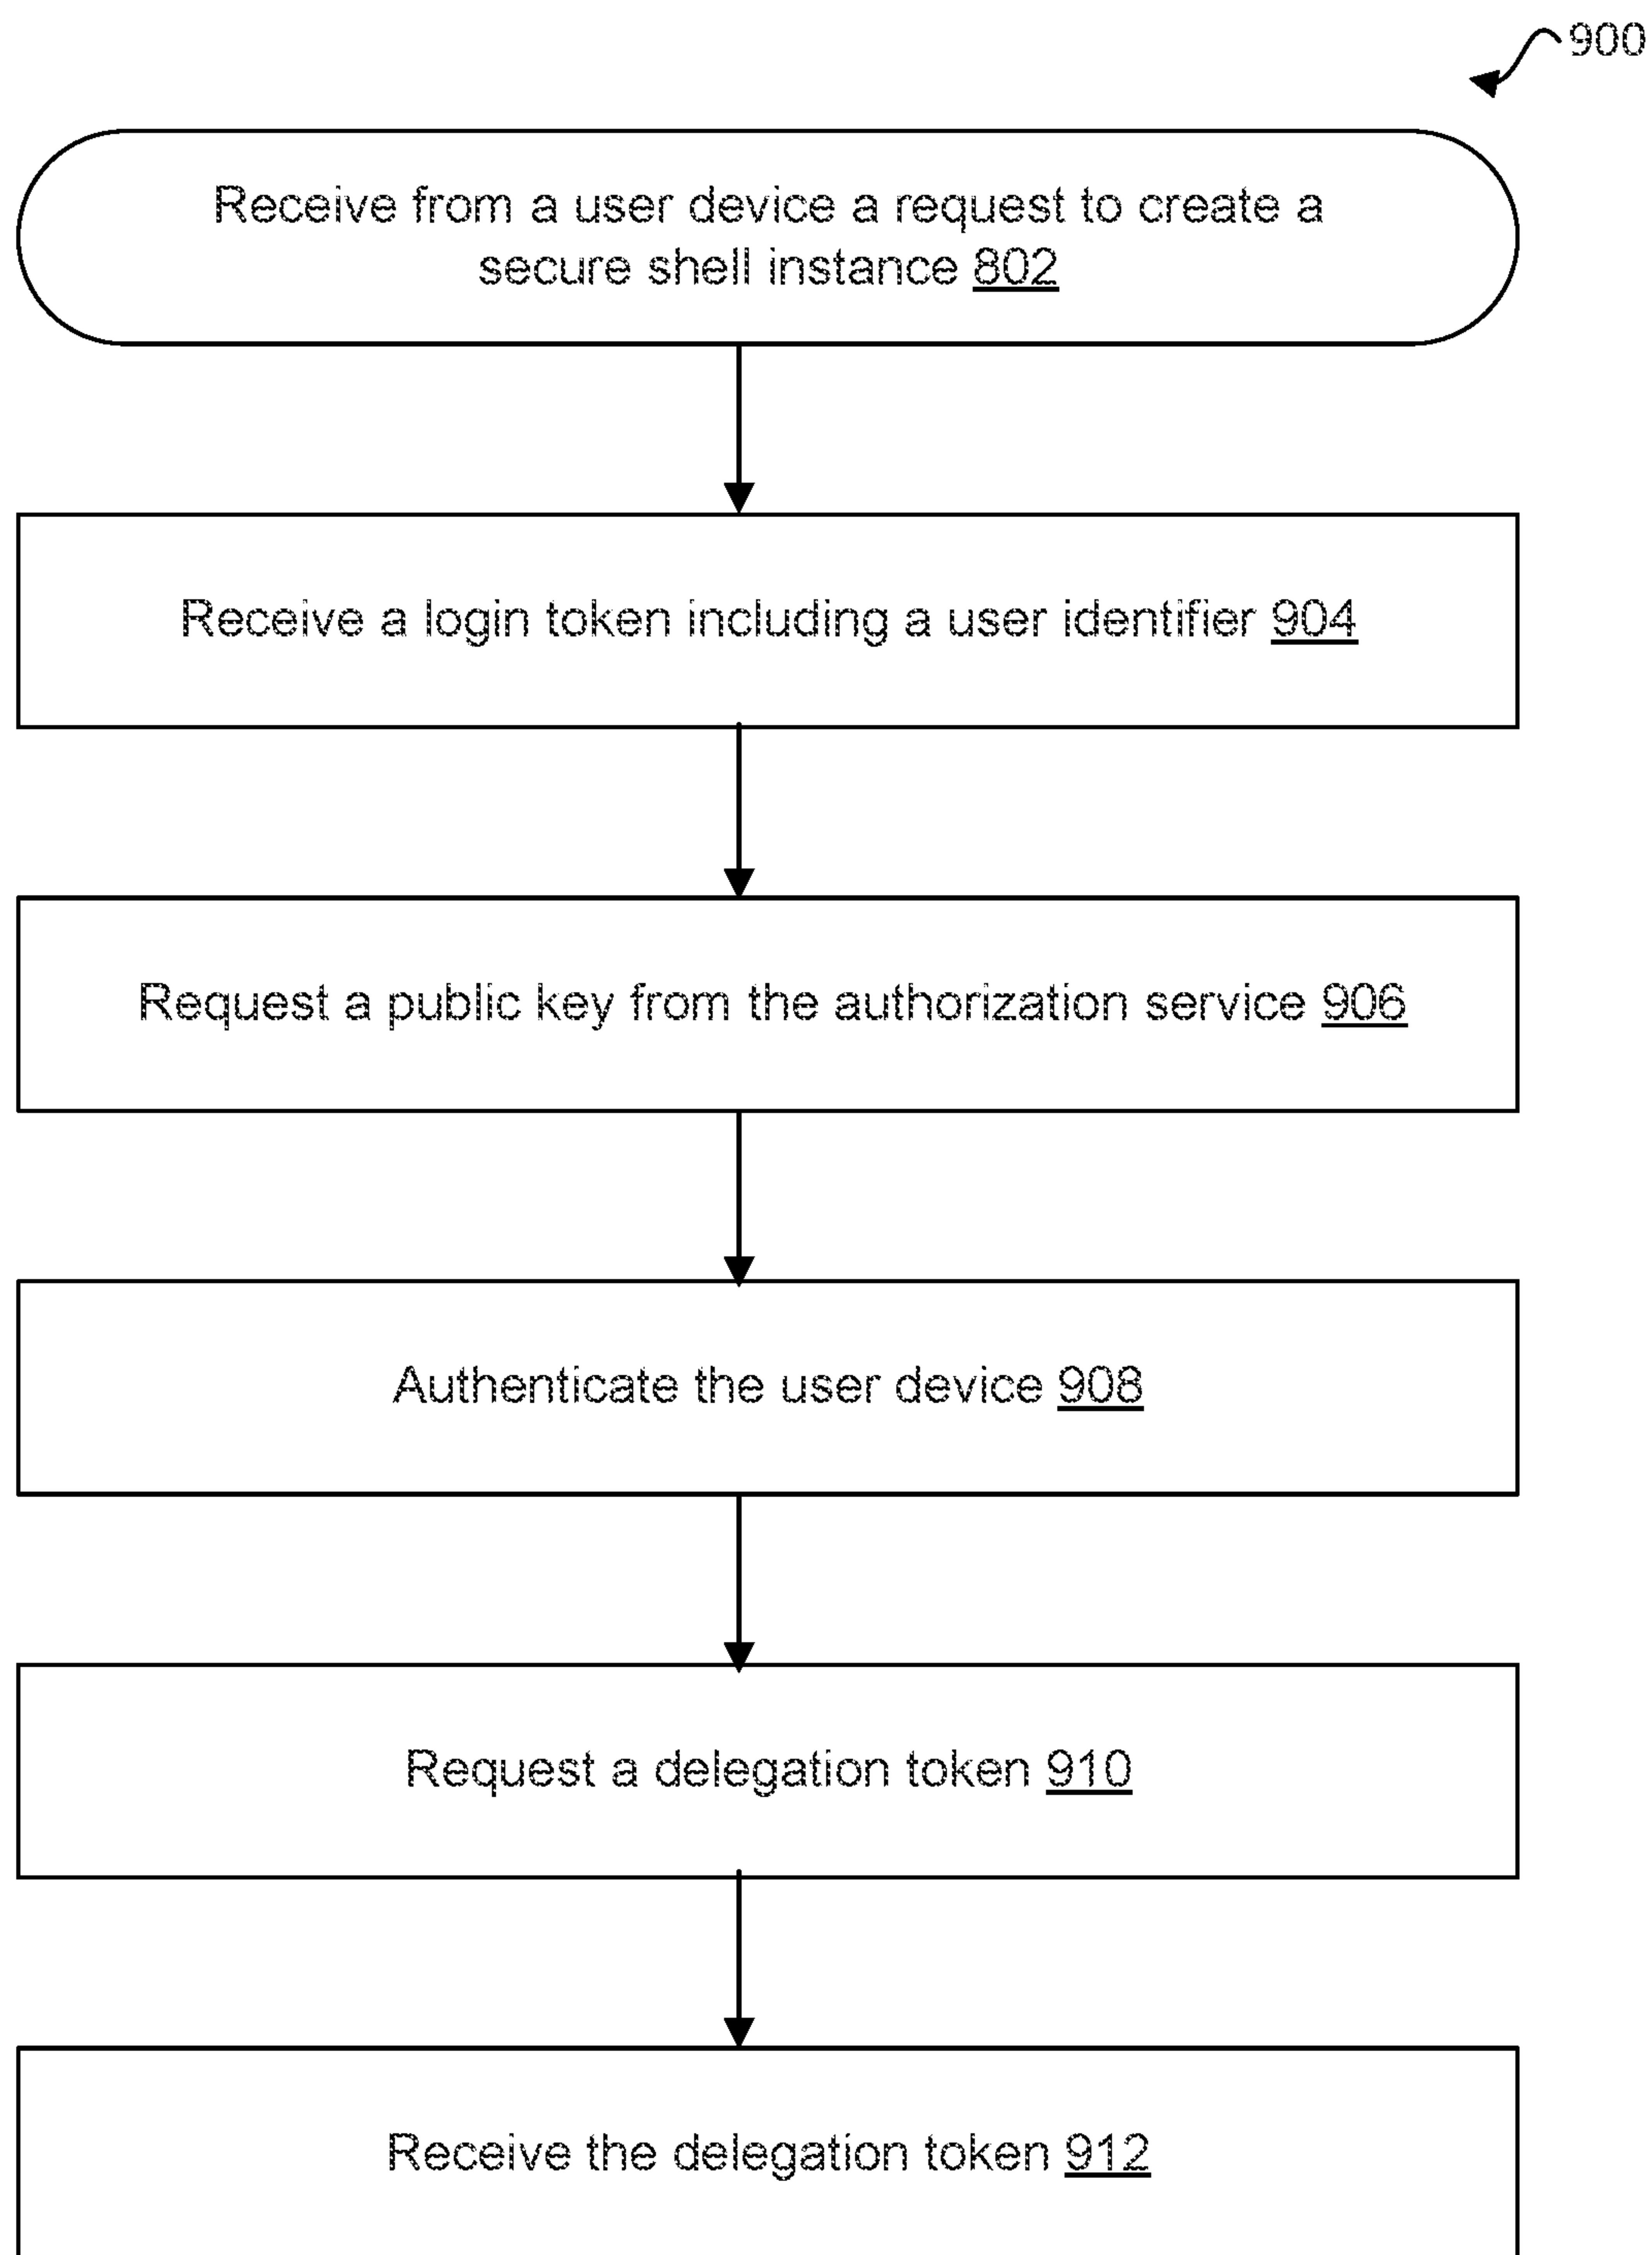 900
Receive from a user device a request to create a
secure shell instance 802
Receive a login token including a user identifier 904
Request a public key from the authorization service 906
Authenticate the user device 908
Request a delegation token 910
Receive the delegation token 912